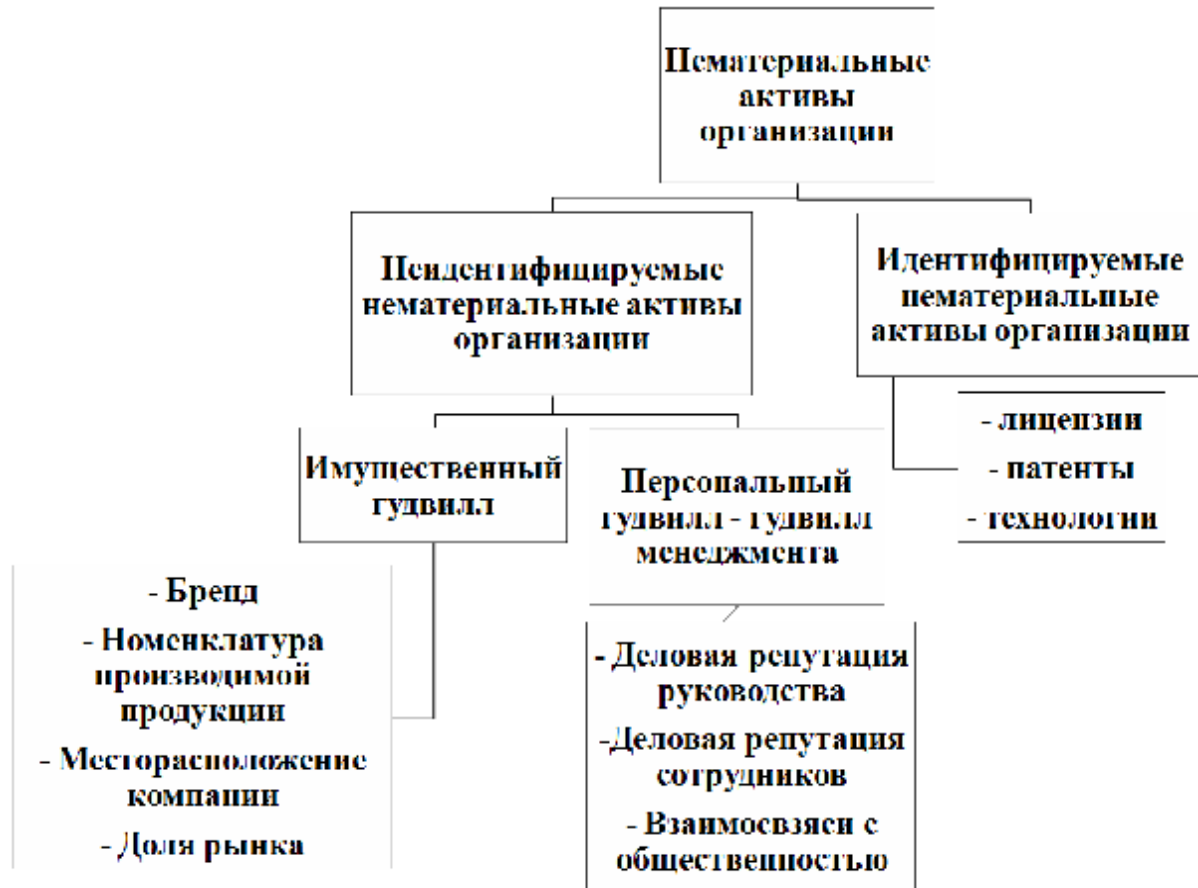 Нематериальные
активы
организации
Неидентифицируемые
нематериальные активы
организации
Идентифицируемые
нематериальные
активы организации
- лицензии
- патенты
- технологии
Имущественный
гудвилл
Персональный
гудвилл - гудвилл
менеджмента
- Бренд
- Номенклатура
производимой
продукции
- Месторасположение
компании
- Доля рынка
- Деловая репутация
руководства
-Деловая репутация
сотрудников
- Взаимосвзяси с
общественностью